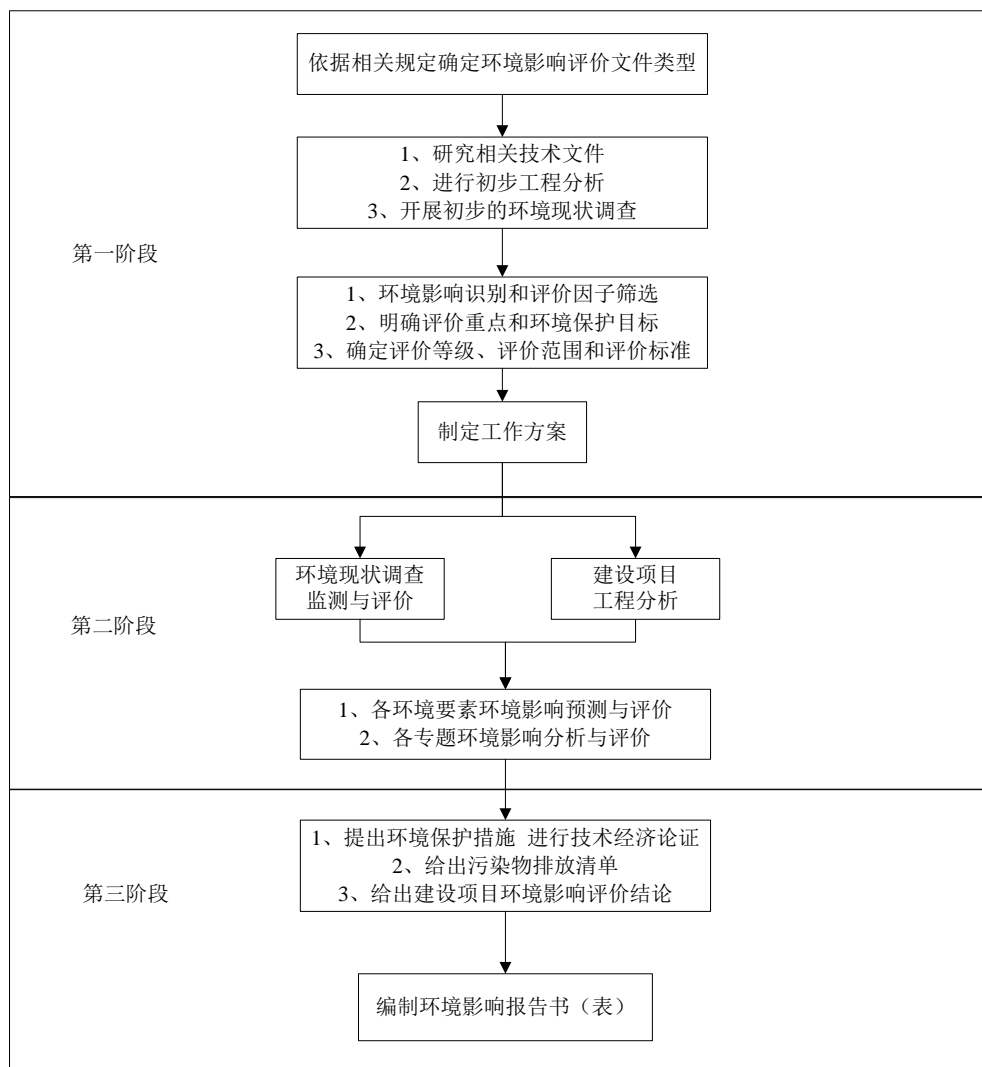 依据相关规定确定环境影响评价文件类型
1、研究相关技术文件
2、进行初步工程分析
3、开展初步的环境现状调查
第一阶段
1、环境影响识别和评价因子筛选
2、明确评价重点和环境保护目标
3、确定评价等级、评价范围和评价标准
制定工作方案
环境现状调查
监测与评价
建设项目
工程分析
第二阶段
1、各环境要素环境影响预测与评价
2、各专题环境影响分析与评价
1、提出环境保护措施 进行技术经济论证
2、给出污染物排放清单
3、给出建设项目环境影响评价结论
第三阶段
编制环境影响报告书（表）